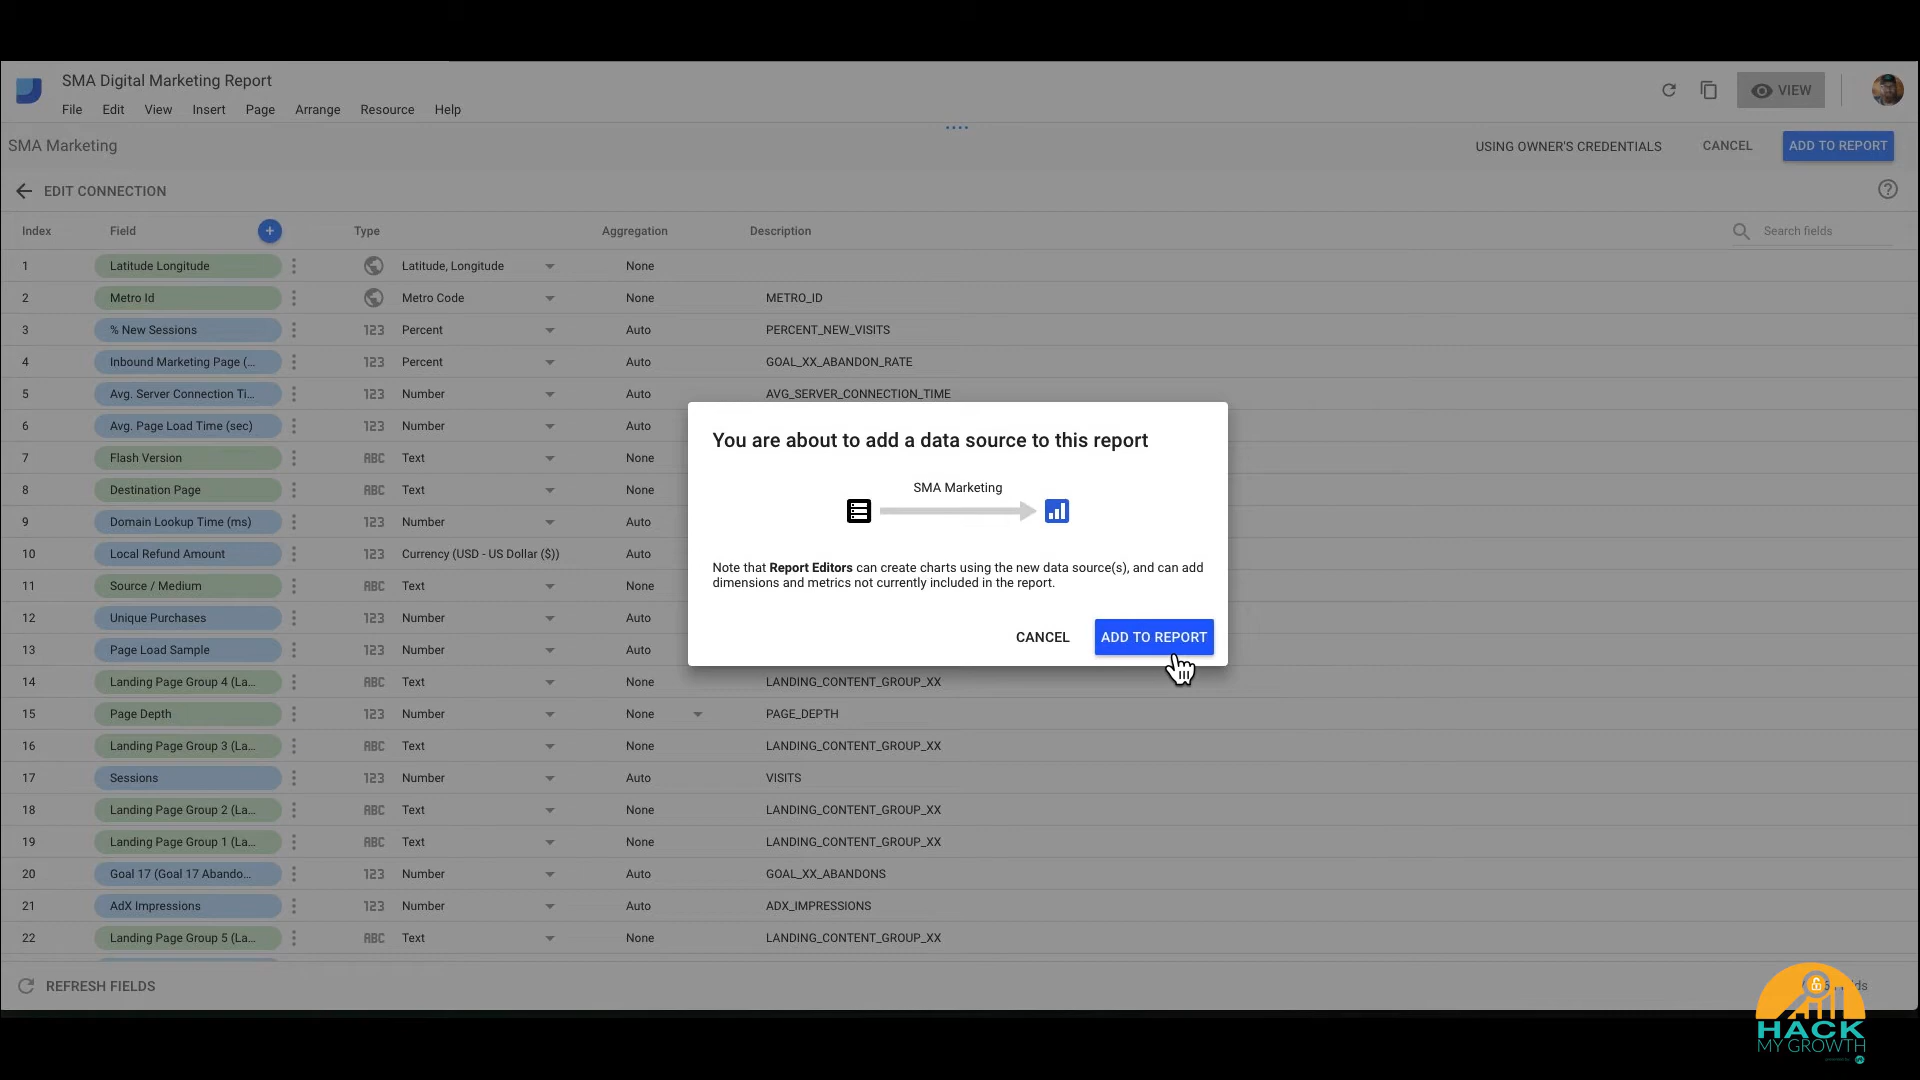 SMA Digital Marketing Report
File Edit View Insert Page Arrange Resource Help
VIEW
SMA Marketing
USING OWNER'S CREDENTIALS CANCEL ADD TO REPORT
EDIT CONNECTION
Index Field Type Aggregation Description Search fields
1 Latitude Longitude Latitude, Longitude None
2 Metro Id Metro Code None METRO_ID
3 % New Sessions 123 Percent Auto PERCENT_NEW_VISITS
4 Inbound Marketing Page (... 123 Percent Auto GOAL_XX_ABANDON_RATE
5 Avg. Server Connection Ti... 123 Number Auto AVG_SERVER_CONNECTION_TIME
6 Avg. Page Load Time (sec) 123 Number Auto
7 Flash Version ABC Text None
8 Destination Page ABC Text None
9 Domain Lookup Time (ms) 123 Number Auto
10 Local Refund Amount 123 Currency (USD - US Dollar ($)) Auto
11 Source / Medium ABC Text None
12 Unique Purchases 123 Number Auto
13 Page Load Sample 123 Number Auto
14 Landing Page Group 4 (La... ABC Text None LANDING_CONTENT_GROUP_XX
15 Page Depth 123 Number None PAGE_DEPTH
16 Landing Page Group 3 (La... ABC Text None LANDING_CONTENT_GROUP_XX
17 Sessions 123 Number Auto VISITS
18 Landing Page Group 2 (La... ABC Text None LANDING_CONTENT_GROUP_XX
19 Landing Page Group 1 (La... ABC Text None LANDING_CONTENT_GROUP_XX
20 Goal 17 (Goal 17 Abando... 123 Number Auto GOAL_XX_ABANDONS
21 AdX Impressions 123 Number Auto ADX_IMPRESSIONS
22 Landing Page Group 5 (La... ABC Text None LANDING_CONTENT_GROUP_XX
You are about to add a data source to this report
SMA Marketing
Note that Report Editors can create charts using the new data source(s), and can add
dimensions and metrics not currently included in the report.
CANCEL ADD TO REPORT
REFRESH FIELDS
HACK
MY GROWTH